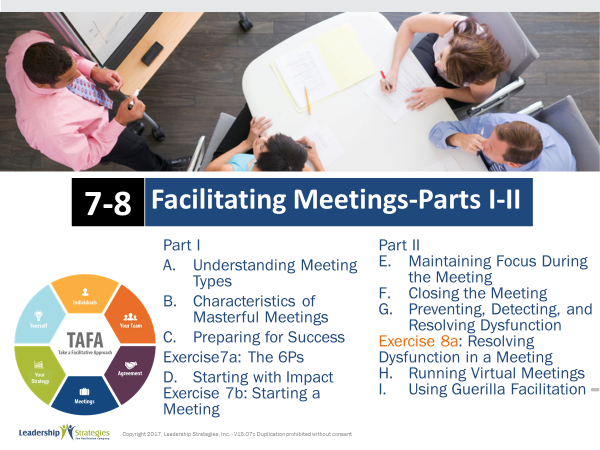 7-8
Facilitating Meetings-Parts I-II
Part I
A. Understanding Meeting
Types
B. Characteristics of
Masterful Meetings
C. Preparing for Success
Exercise7a: The 6Ps
D. Starting with Impact
Exercise 7b: Starting a
Meeting
Part II
E. Maintaining Focus During
the Meeting
F. Closing the Meeting
G. Preventing, Detecting, and
Resolving Dysfunction
Exercise 8a: Resolving
Dysfunction in a Meeting
H. Running Virtual Meetings
I. Using Guerilla Facilitation
Individuals
Your Team
Agreement
Meetings
Your
Strategy
Yourself
TAFA
Take a Facilitative Approach
Leadership Strategies
The Facilitation Company
Copyright 2017, Leadership Strategies, Inc. - V15.07c Duplication prohibited without consent